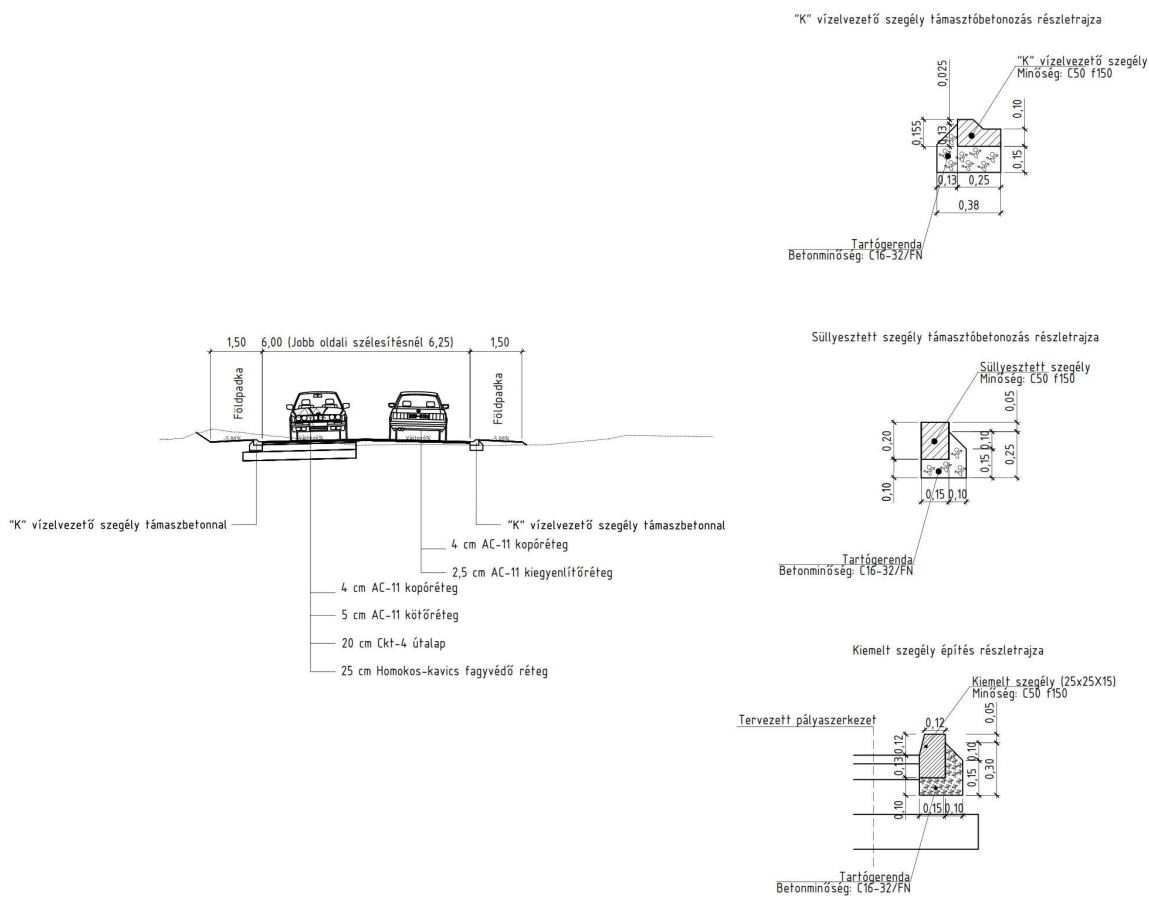 "K" vízelvezető szegély támasztóbetonozás részletrajza
"K" vízelvezető szegély
Minőség: C50 f150
0,025
0,155
0,13
0,10
0,15
0,13
0,25
0,38
Tartógerenda
Betonminőség: C16-32/FN
1,50
6,00 (Jobb oldali szélesítésnél 6,25)
1,50
Földpadka
Földpadka
-5.00%
Változó%
Változó%
-5.00%
"K" vízelvezető szegély támaszbetonnal
"K" vízelvezető szegély támaszbetonnal
4 cm AC-11 kopóréteg
2,5 cm AC-11 kiegyenlítőréteg
4 cm AC-11 kopóréteg
5 cm AC-11 kötőréteg
20 cm Ckt-4 útalap
25 cm Homokos-kavics fagyvédő réteg
Süllyesztett szegély támasztóbetonozás részletrajza
Süllyesztett szegély
Minőség: C50 f150
0,05
0,20
0,10
0,15
0,25
0,10
0,15
0,10
Tartógerenda
Betonminőség: C16-32/FN
Kiemelt szegély építés részletrajza
Kiemelt szegély (25x25X15)
Minőség: C50 f150
Tervezett pályaszerkezet
0,12
0,05
0,12
0,13
0,10
0,15
0,30
0,10
0,15
0,10
Tartógerenda
Betonminőség: C16-32/FN